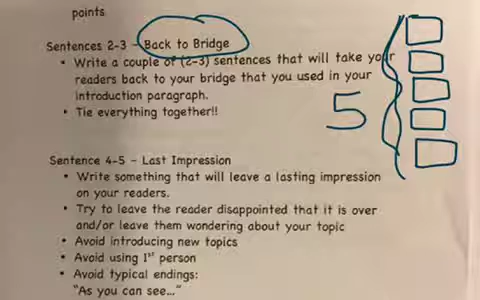 points
Sentences 2-3 - Back to Bridge
• Write a couple of (2-3) sentences that will take your
readers back to your bridge that you used in your
introduction paragraph.
• Tie everything together!!
5
Sentence 4-5 - Last Impression
• Write something that will leave a lasting impression
on your readers.
• Try to leave the reader disappointed that it is over
and/or leave them wondering about your topic
• Avoid introducing new topics
• Avoid using 1st person
• Avoid typical endings:
"As you can see..."